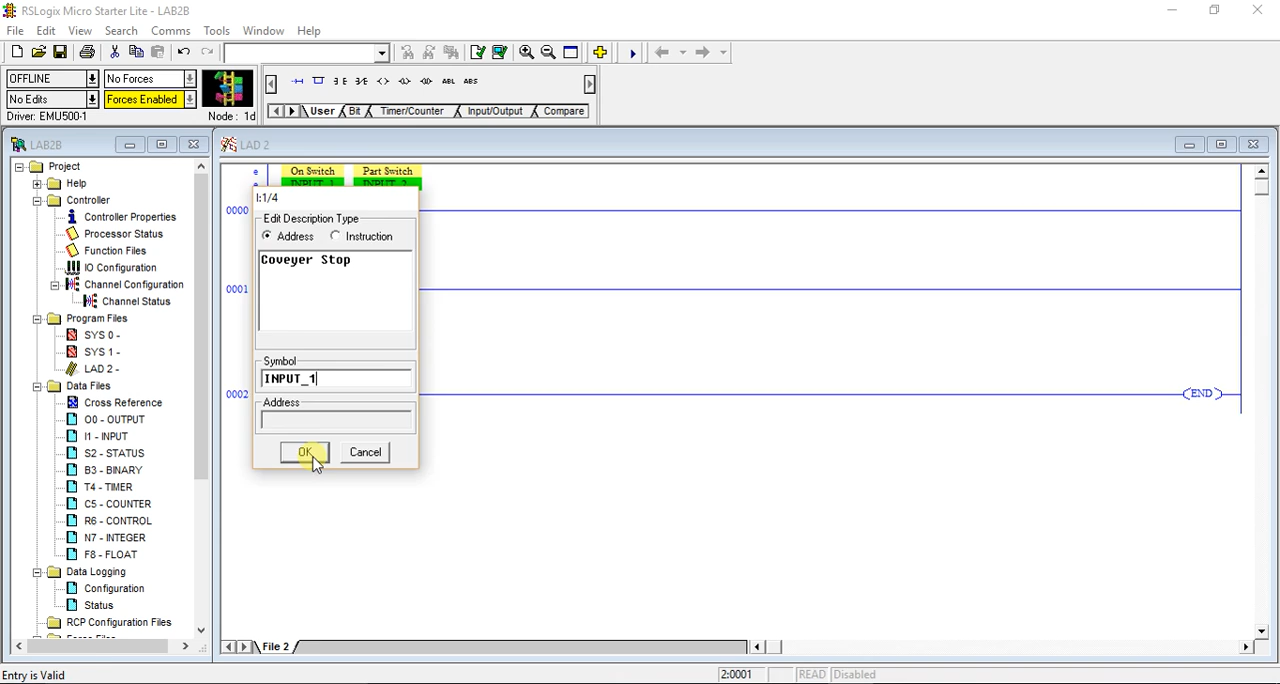 RSLogix Micro Starter Lite - LAB2B
File Edit View Search Comms Tools Window Help
OFFLINE No Forces
No Edits Forces Enabled
Driver: EMU500-1 Node: 1d
ABL ABS
User Bit Timer/Counter Input/Output Compare
LAB2B
Project
Help
Controller
Controller Properties
Processor Status
Function Files
IO Configuration
Channel Configuration
Channel Status
Program Files
SYS 0 -
SYS 1 -
LAD 2 -
Data Files
Cross Reference
O0 - OUTPUT
I1 - INPUT
S2 - STATUS
B3 - BINARY
T4 - TIMER
C5 - COUNTER
R6 - CONTROL
N7 - INTEGER
F8 - FLOAT
Data Logging
Configuration
Status
RCP Configuration Files
LAD 2
e On Switch Part Switch
e INPUT_1 INPUT_2
0000
0001
0002 END
I:1/4
Edit Description Type
Address Instruction
Coveyer Stop
Symbol
INPUT_1
Address
OK Cancel
File 2
Entry is Valid 2:0001 READ Disabled